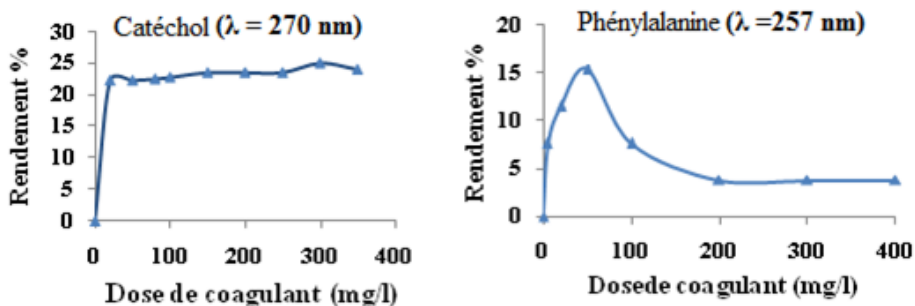 Catéchol (λ = 270 nm)
Rendement %
30
25
20
15
10
5
0
0 100 200 300 400
Dose de coagulant (mg/l)
Phénylalanine (λ =257 nm)
Rendement %
20
15
10
5
0
0 100 200 300 400
Dosede coagulant (mg/l)